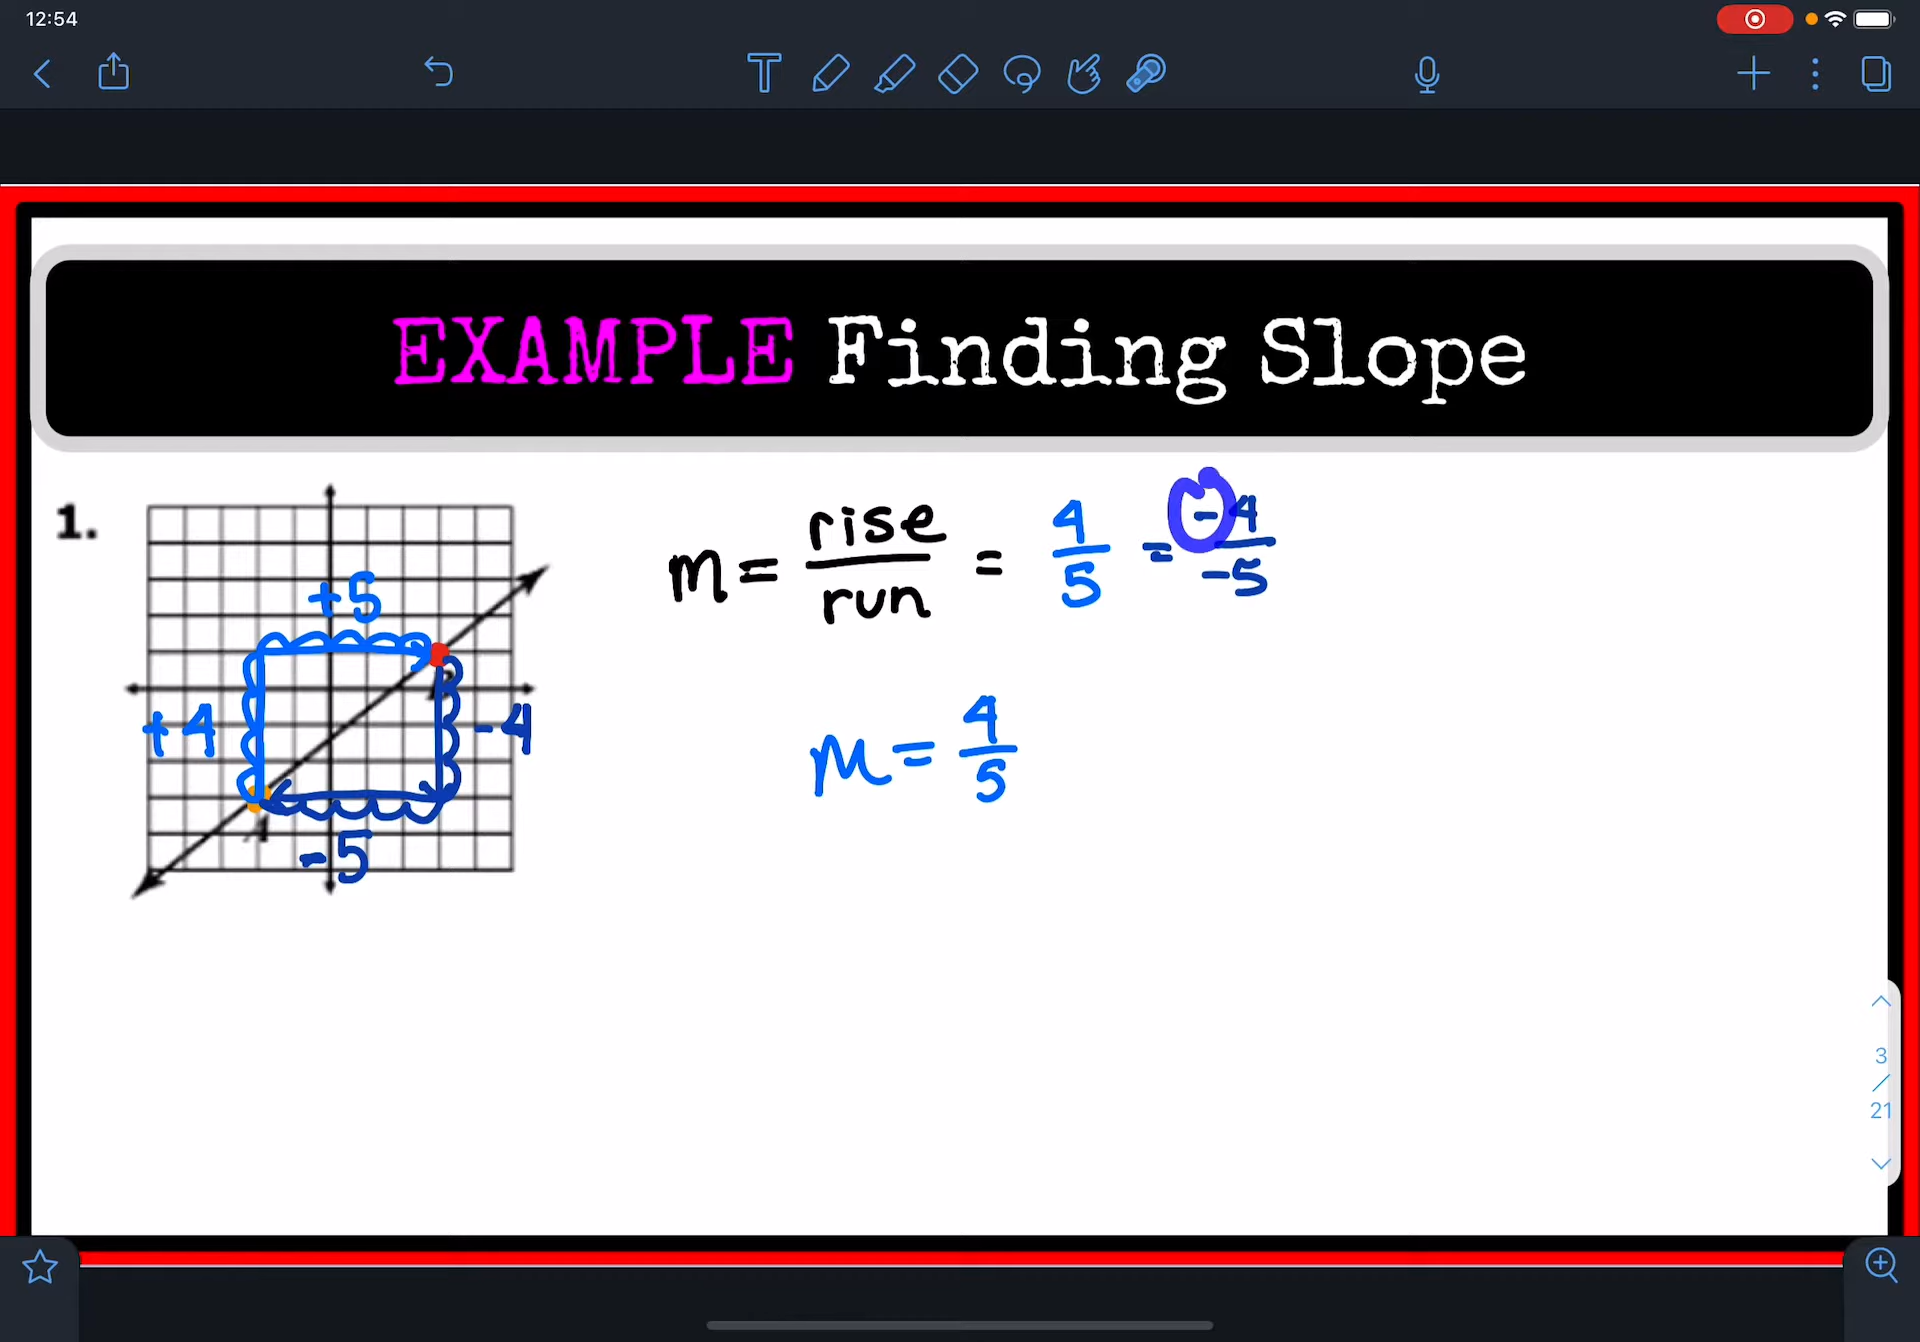 12:54
EXAMPLE Finding Slope
1.
m = rise/run = 4/5 = -4/-5
+5
+4
-4
A
-5
m = 4/5
3
/
21